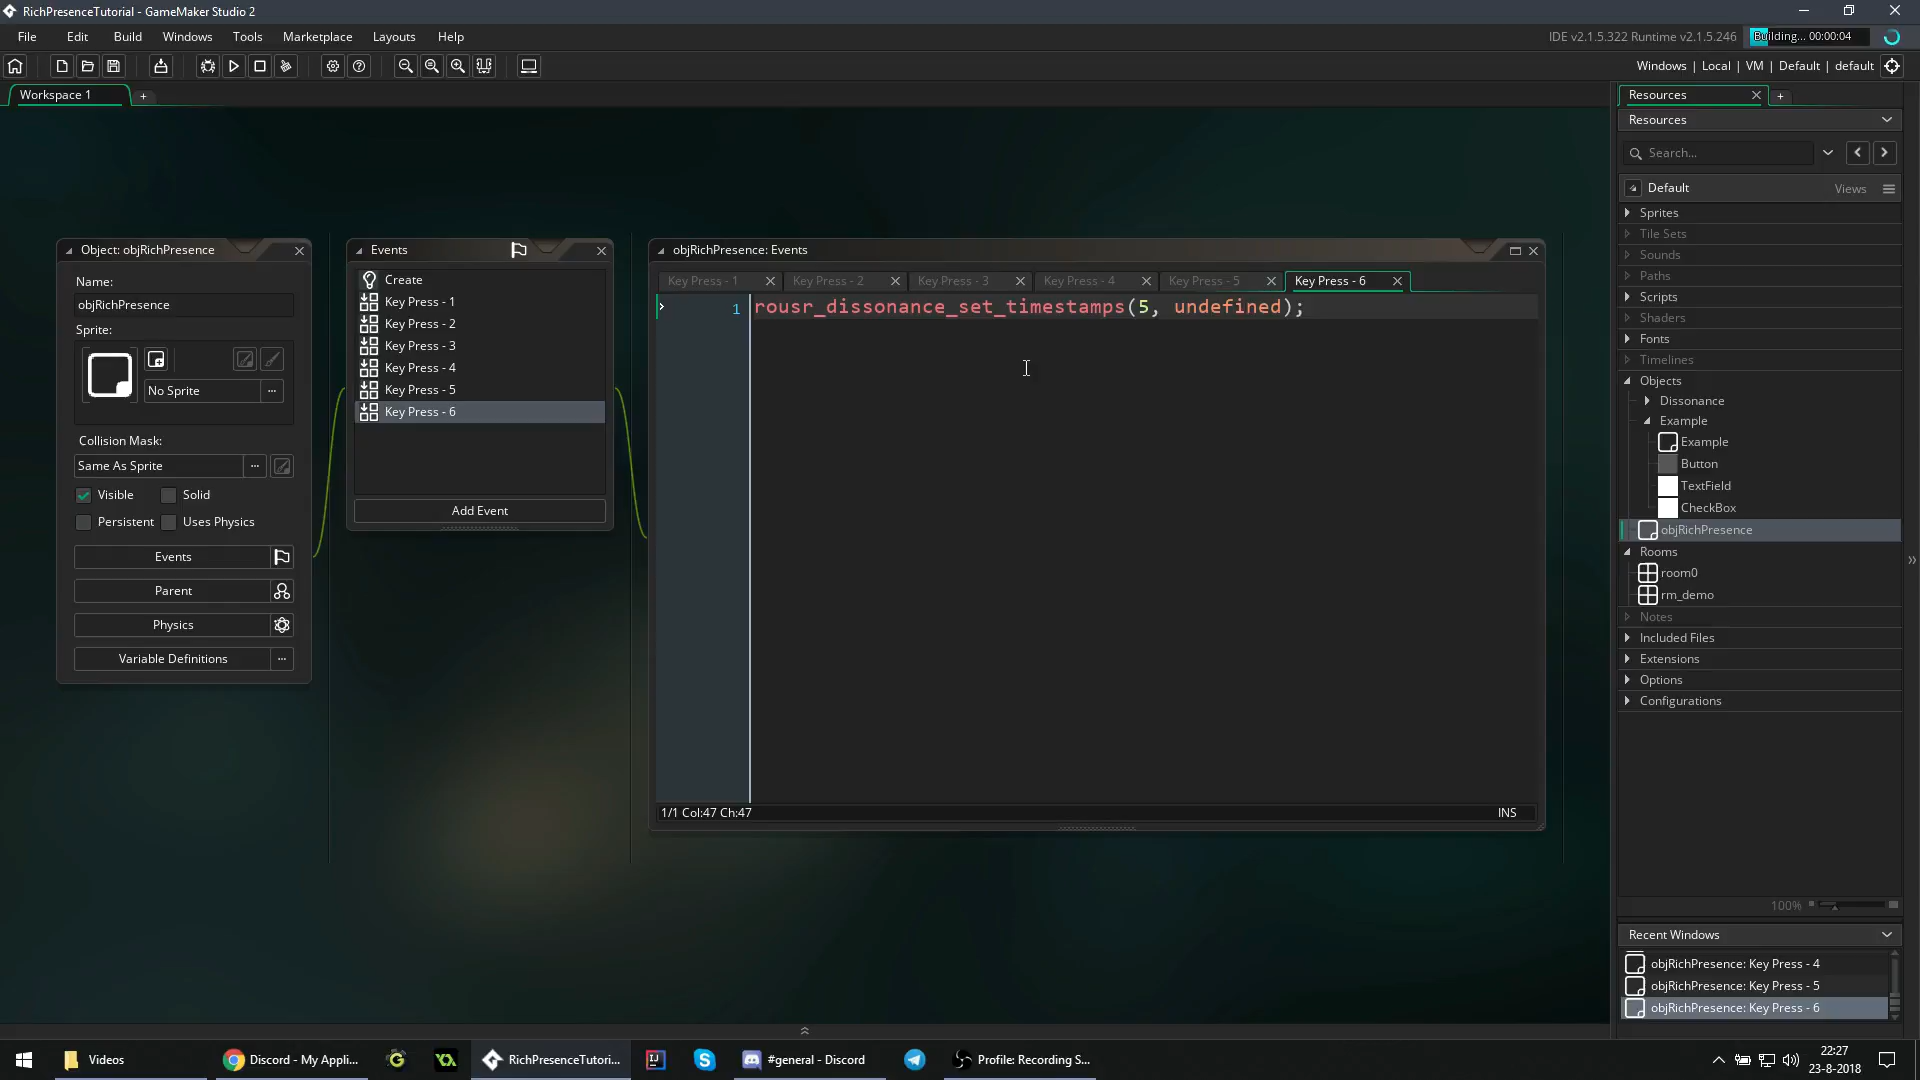 RichPresenceTutorial - GameMaker Studio 2
File Edit Build Windows Tools Marketplace Layouts Help
IDE v2.1.5.322 Runtime v2.1.5.246
Building... 00:00:04
Windows | Local | VM | Default | default
Workspace 1
+
Object: objRichPresence
Name:
objRichPresence
Sprite:
No Sprite
...
Collision Mask:
Same As Sprite
...
Visible
Solid
Persistent
Uses Physics
Events
Parent
Physics
Variable Definitions
...
Events
Create
Key Press - 1
Key Press - 2
Key Press - 3
Key Press - 4
Key Press - 5
Key Press - 6
Add Event
objRichPresence: Events
Key Press - 1
Key Press - 2
Key Press - 3
Key Press - 4
Key Press - 5
Key Press - 6
1 rousr_dissonance_set_timestamps(5, undefined);
1/1 Col:47 Ch:47
INS
Resources
+
Resources
Search...
Default
Views
Sprites
Tile Sets
Sounds
Paths
Scripts
Shaders
Fonts
Timelines
Objects
Dissonance
Example
Example
Button
TextField
CheckBox
objRichPresence
Rooms
room0
rm_demo
Notes
Included Files
Extensions
Options
Configurations
100%
Recent Windows
objRichPresence: Key Press - 4
objRichPresence: Key Press - 5
objRichPresence: Key Press - 6
Videos
Discord - My Appli...
RichPresenceTutori...
#general - Discord
Profile: Recording S...
22:27
23-8-2018